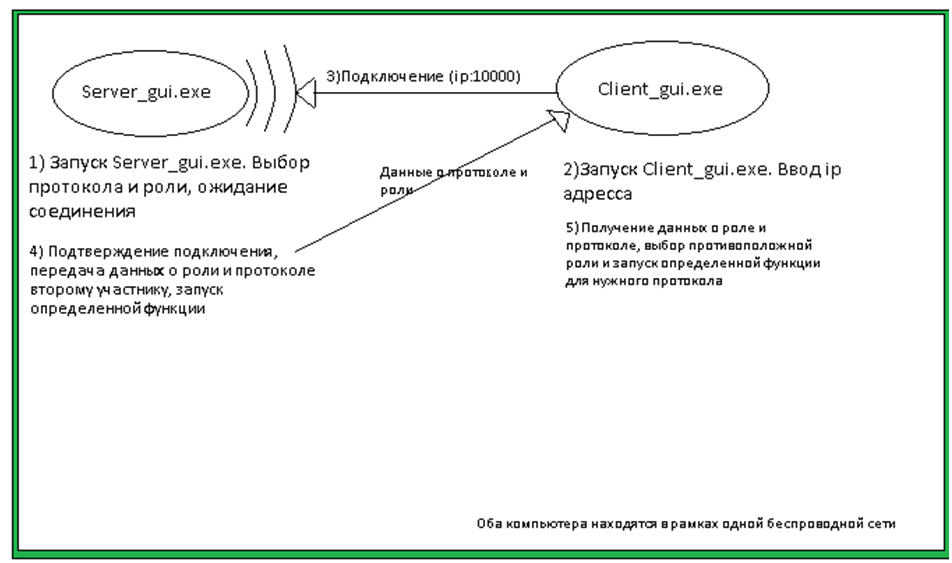 Server_gui.exe
3)Подключение (ip:10000)
Client_gui.exe
1) Запуск Server_gui.exe. Выбор
протокола и роли, ожидание
соединения
Данные о протоколе и
роли
2)Запуск Client_gui.exe. Ввод ip
адресса
4) Подтверждение подключения,
передача данных о роли и протоколе
второму участнику, запуск
определенной функции
5) Получение данных о роле и
протоколе, выбор противоположной
роли и запуск определенной функции
для нужного протокола
Оба компьютера находятся в рамках одной беспроводной сети